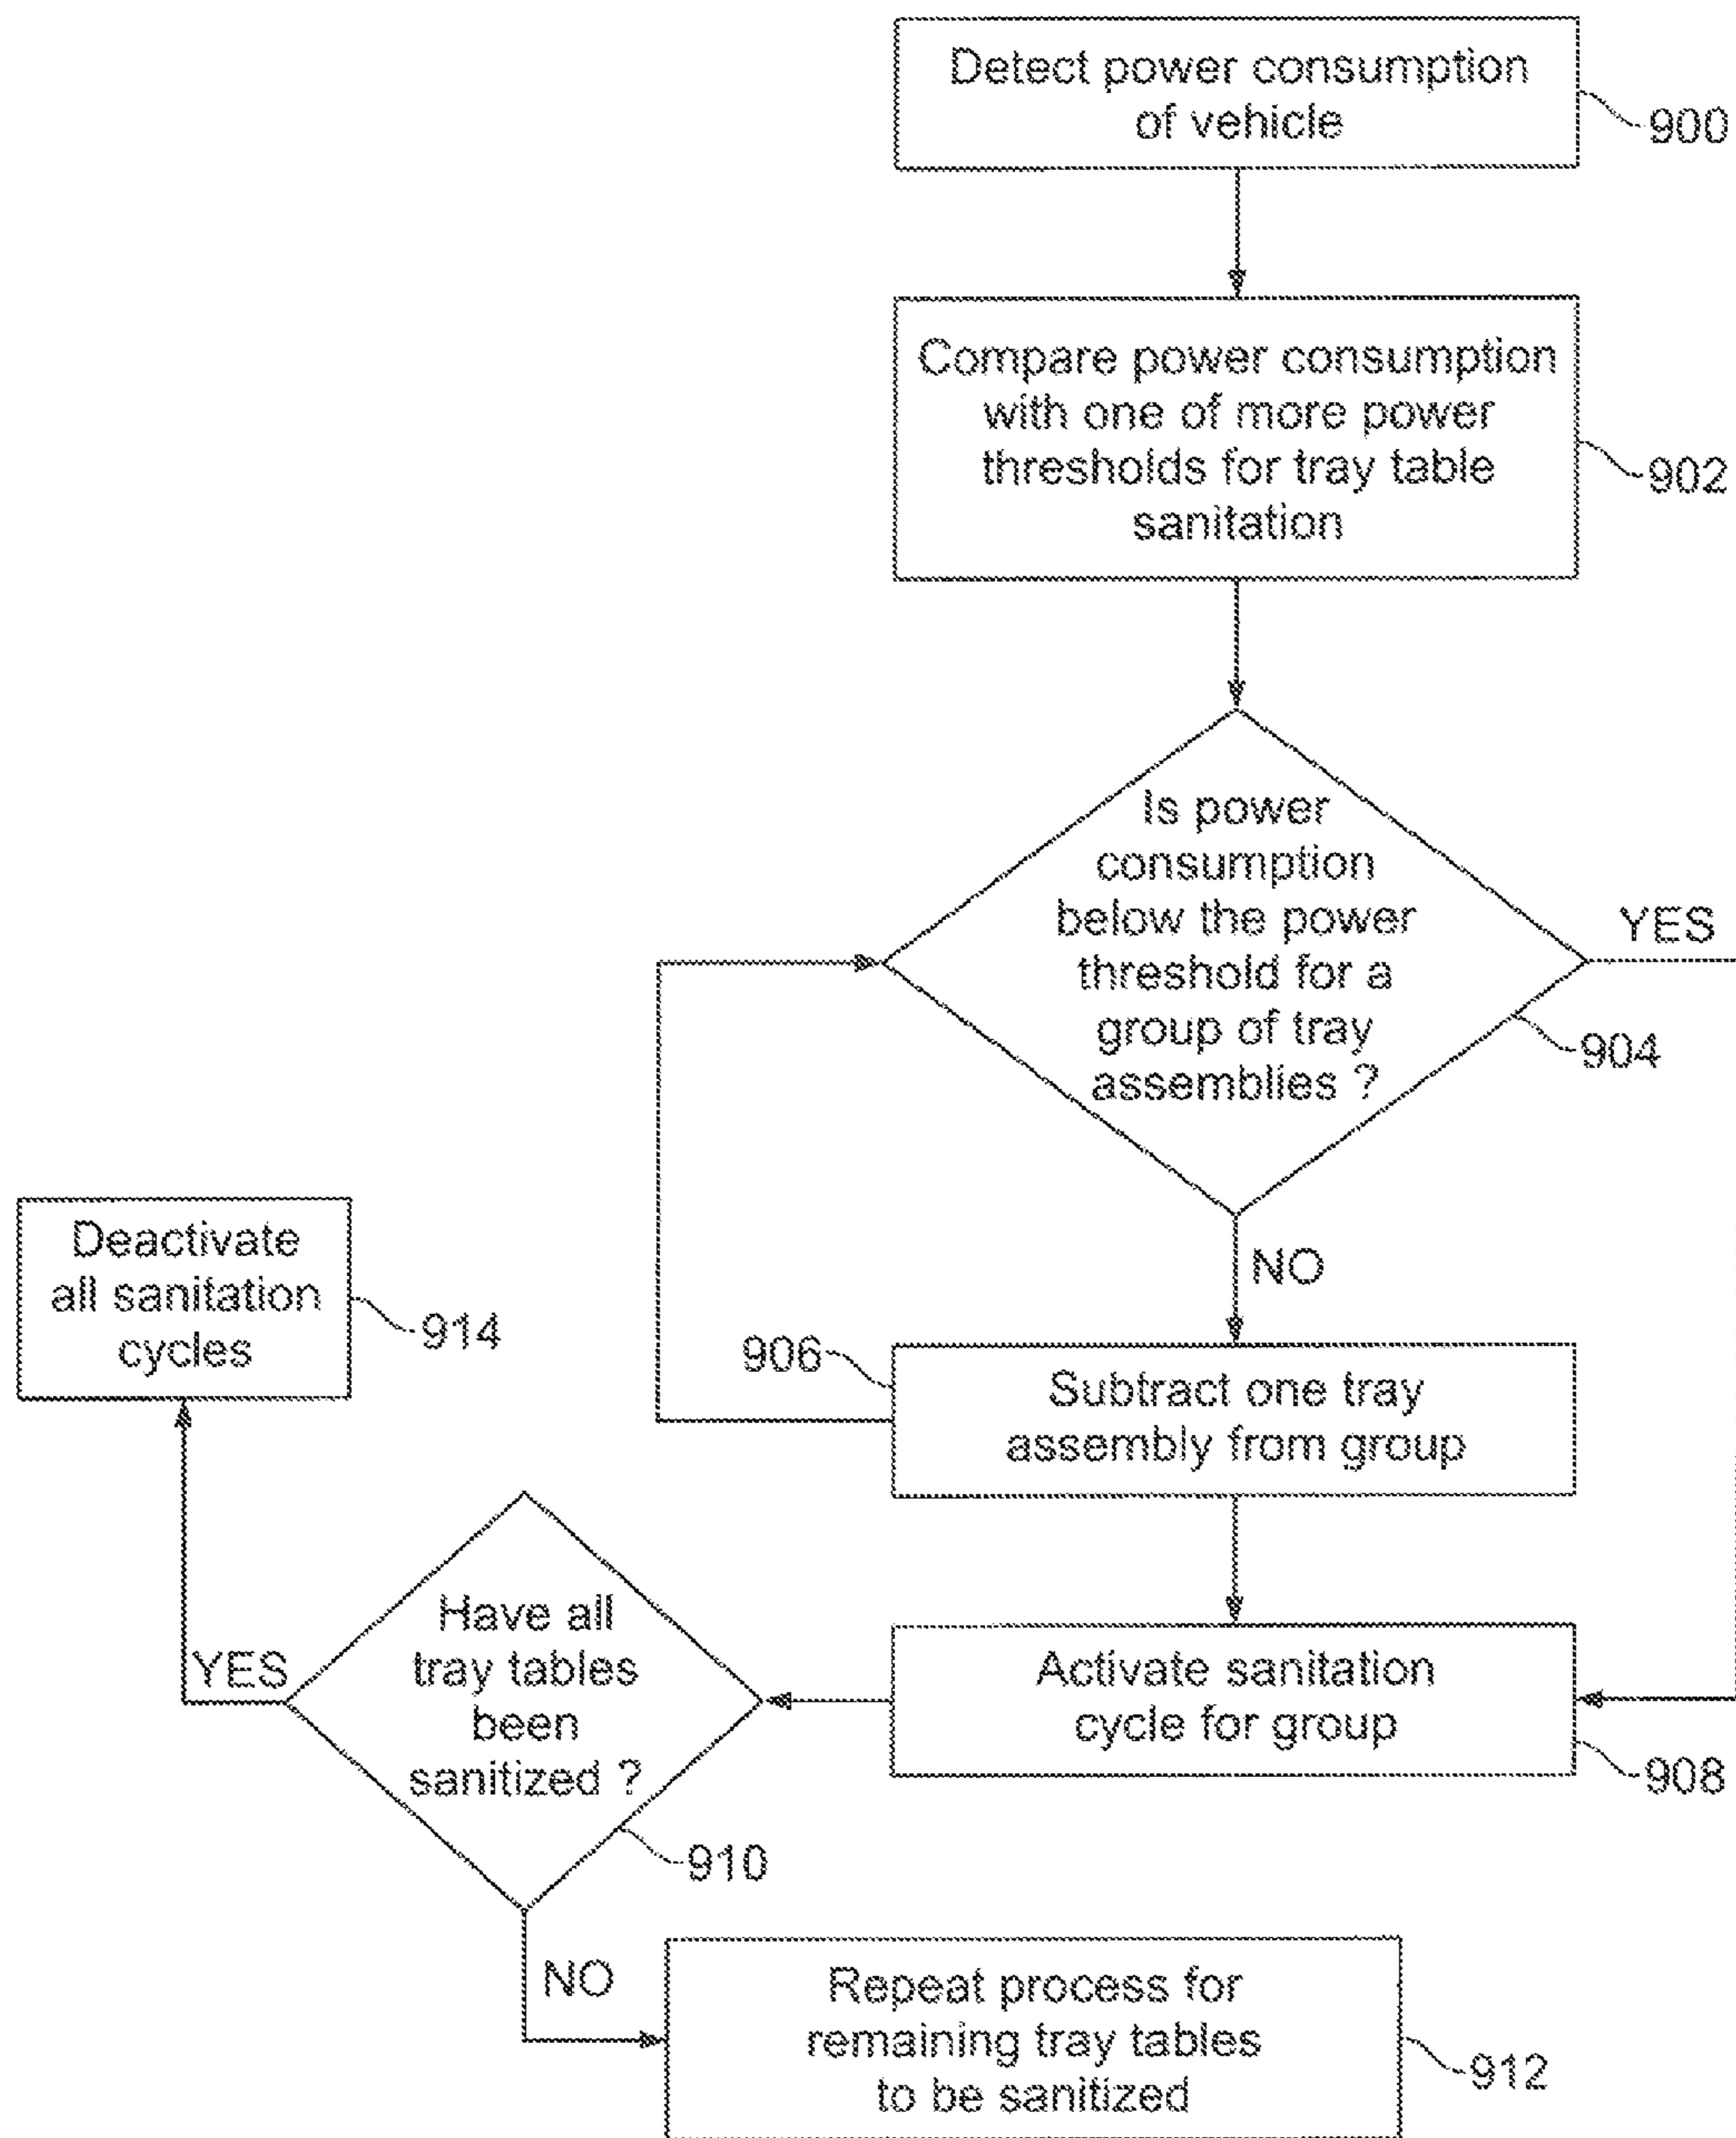 Detect power consumption
of vehicle
900
Compare power consumption
with one of more power
thresholds for tray table
sanitation
902
Is power
consumption
below the power
threshold for a
group of tray
assemblies ?
YES
904
NO
Deactivate
all sanitation
cycles
914
906
Subtract one tray
assembly from group
Have all
tray tables
been
sanitized ?
YES
Activate sanitation
cycle for group
908
910
NO
Repeat process for
remaining tray tables
to be sanitized
912